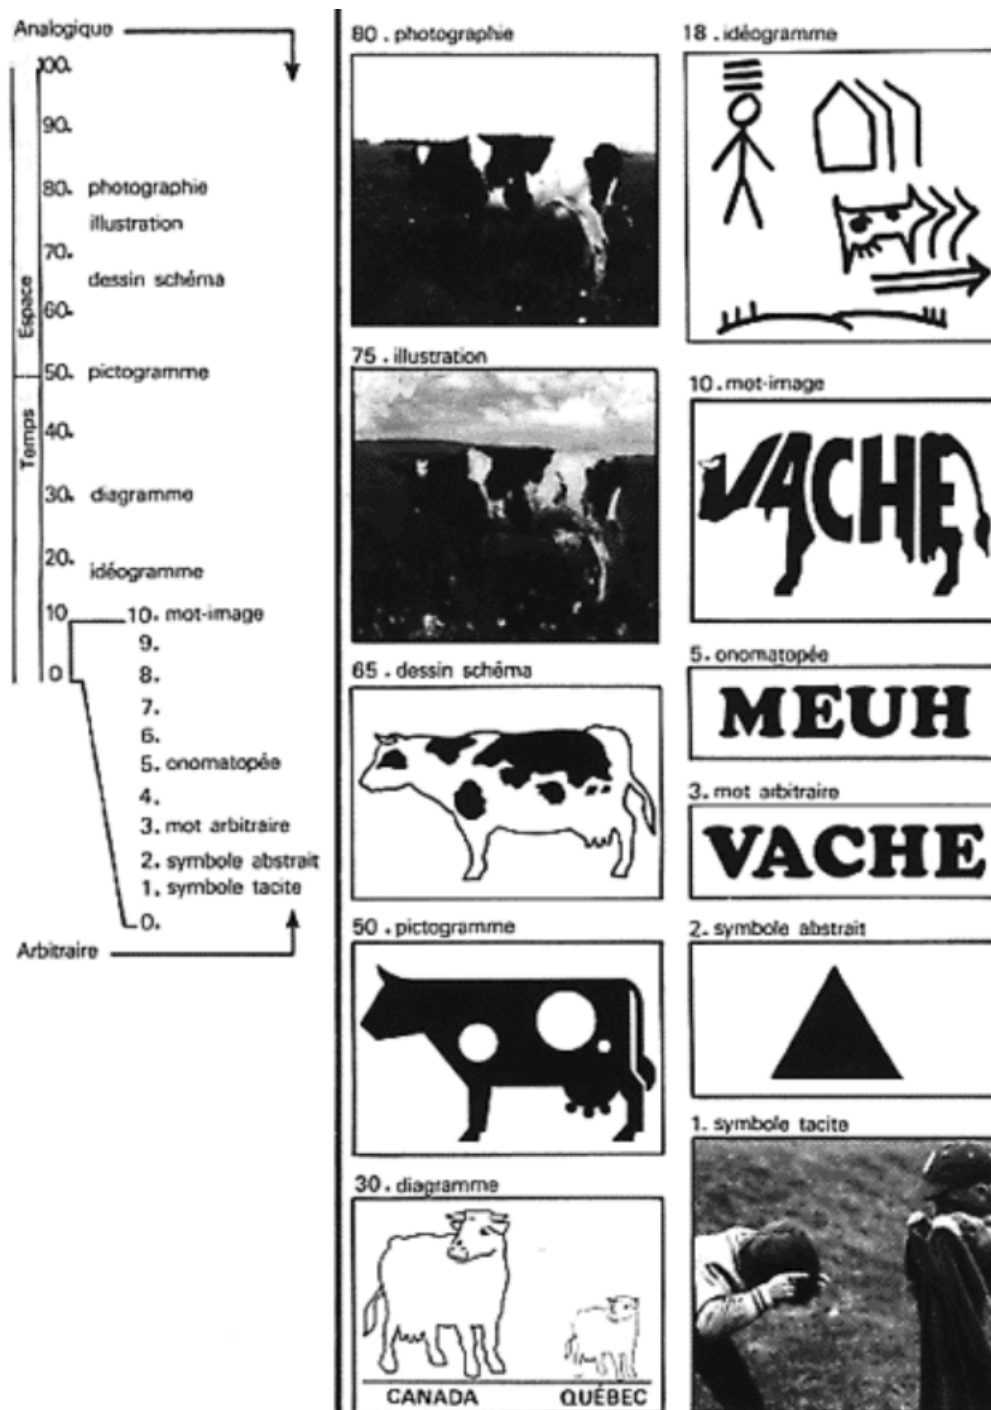 Analogique
100.
90.
80. photographie
illustration
70.
dessin schéma
60.
Espace
50. pictogramme
Temps
40.
30. diagramme
20.
idéogramme
10 10. mot-image
9.
0 8.
7.
6.
5. onomatopée
4.
3. mot arbitraire
2. symbole abstrait
1. symbole tacite
0.
Arbitraire
80. photographie
75. illustration
65. dessin schéma
50. pictogramme
30. diagramme
CANADA QUÉBEC
18. idéogramme
10. mot-image
VACHE
5. onomatopée
MEUH
3. mot arbitraire
VACHE
2. symbole abstrait
1. symbole tacite